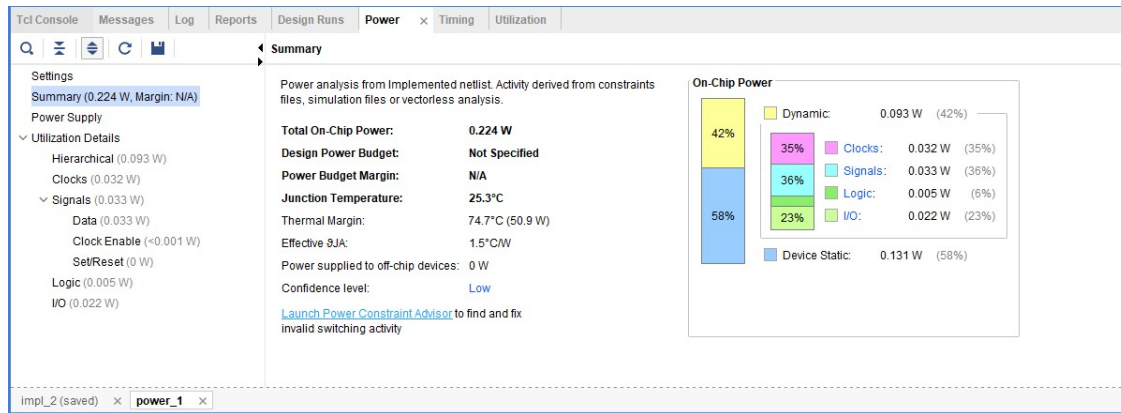 Tcl Console Messages Log Reports Design Runs Power × Timing Utilization
Summary
Settings
Summary (0.224 W, Margin: N/A)
Power Supply
Utilization Details
Hierarchical (0.093 W)
Clocks (0.032 W)
Signals (0.033 W)
Data (0.033 W)
Clock Enable (<0.001 W)
Set/Reset (0 W)
Logic (0.005 W)
I/O (0.022 W)
Power analysis from Implemented netlist. Activity derived from constraints
files, simulation files or vectorless analysis.
Total On-Chip Power: 0.224 W
Design Power Budget: Not Specified
Power Budget Margin: N/A
Junction Temperature: 25.3°C
Thermal Margin: 74.7°C (50.9 W)
Effective ϑJA: 1.5°C/W
Power supplied to off-chip devices: 0 W
Confidence level: Low
Launch Power Constraint Advisor to find and fix
invalid switching activity
On-Chip Power
42%
58%
Dynamic: 0.093 W (42%)
35% Clocks: 0.032 W (35%)
36% Signals: 0.033 W (36%)
Logic: 0.005 W (6%)
23% I/O: 0.022 W (23%)
Device Static: 0.131 W (58%)
impl_2 (saved) × power_1 ×